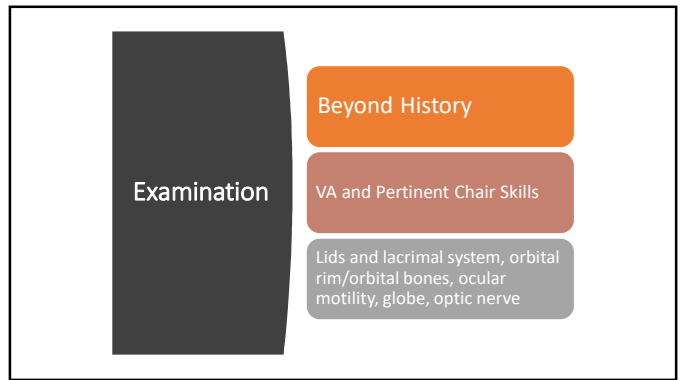 Examination
Beyond History
VA and Pertinent Chair Skills
Lids and lacrimal system, orbital
rim/orbital bones, ocular
motility, globe, optic nerve